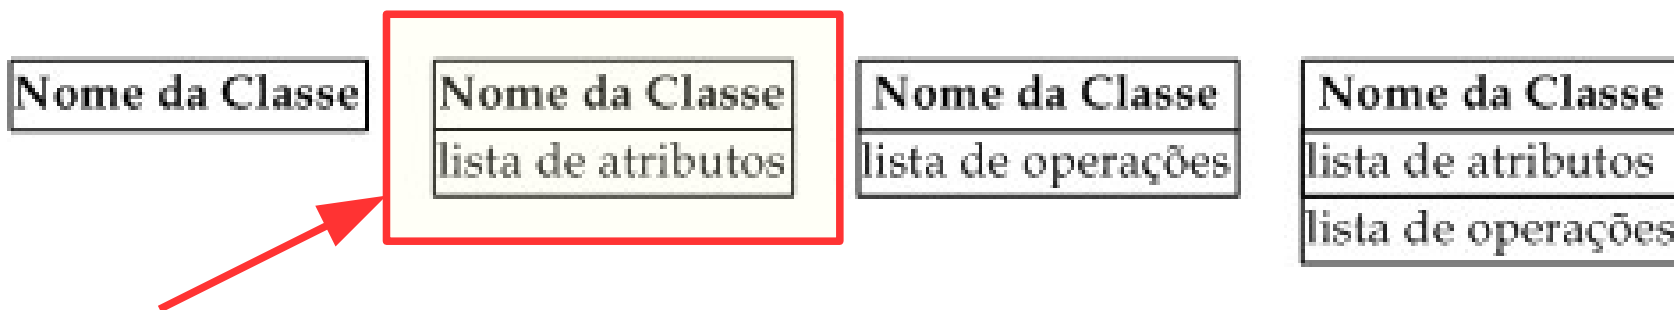 Nome da Classe
Nome da Classe
lista de atributos
Nome da Classe
lista de operações
Nome da Classe
lista de atributos
lista de operações